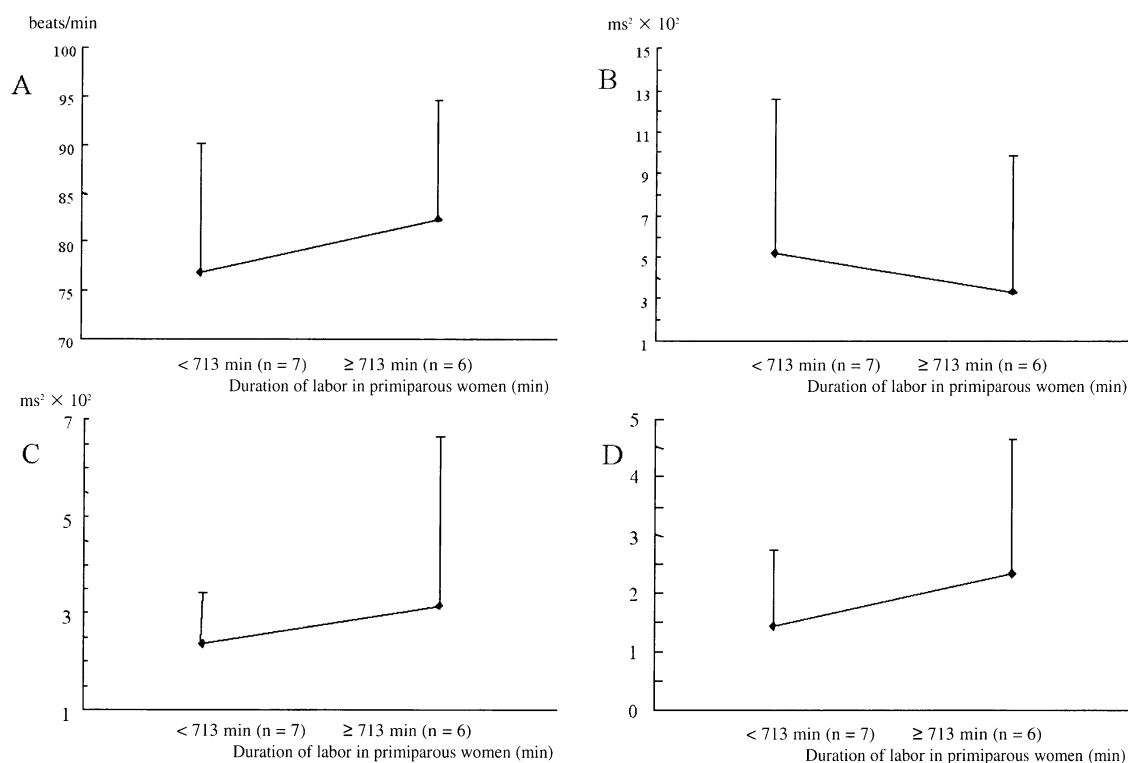 beats/min
A
100
95
90
85
80
75
70
< 713 min (n = 7) ≥ 713 min (n = 6)
Duration of labor in primiparous women (min)
ms² × 10²
B
15
13
11
9
7
5
3
1
< 713 min (n = 7) ≥ 713 min (n = 6)
Duration of labor in primiparous women (min)
ms² × 10²
C
7
5
3
1
< 713 min (n = 7) ≥ 713 min (n = 6)
Duration of labor in primiparous women (min)
D
5
4
3
2
1
0
< 713 min (n = 7) ≥ 713 min (n = 6)
Duration of labor in primiparous women (min)